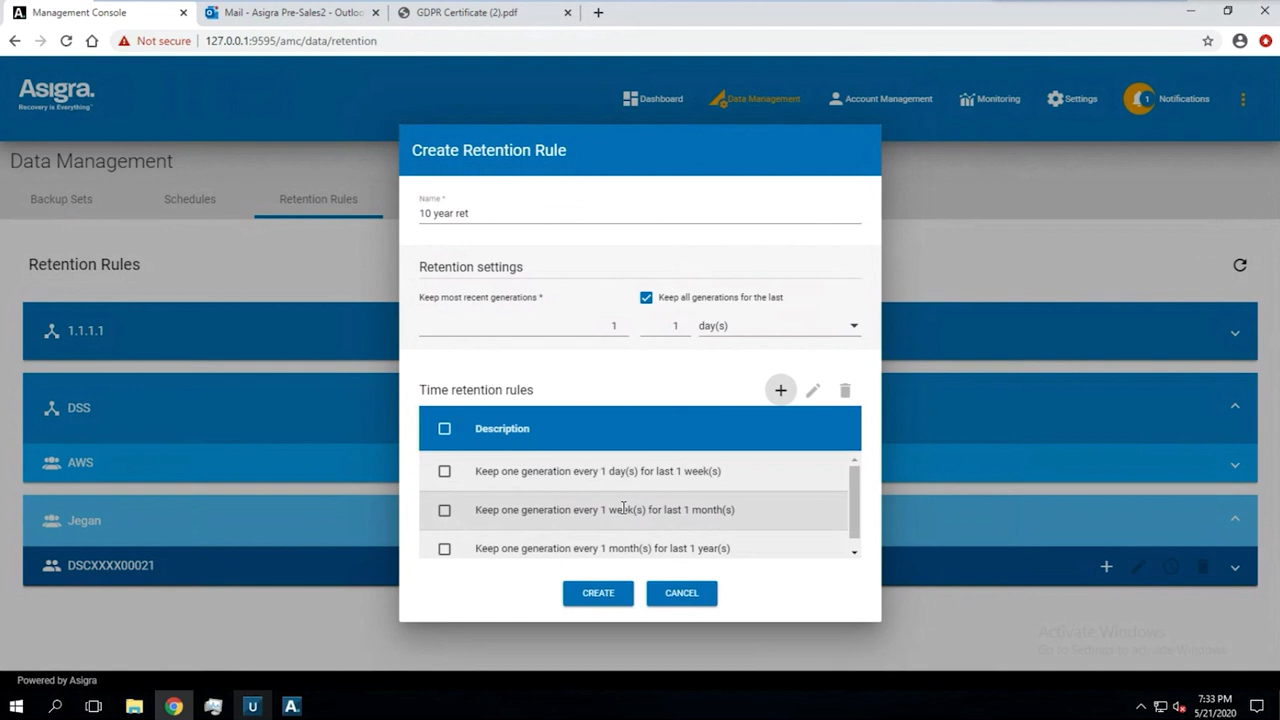 Management Console
Mail - Asigra Pre-Sales2 - Outlo
GDPR Certificate (2).pdf
Not secure
127.0.0.1:9595/amc/data/retention
Asigra.
Recovery is Everything
Dashboard
Data Management
Account Management
Monitoring
Settings
1
Notifications
Data Management
Backup Sets
Schedules
Retention Rules
Retention Rules
1.1.1.1
DSS
AWS
Jegan
DSCXXXX00021
Create Retention Rule
Name *
10 year ret
Retention settings
Keep most recent generations *
Keep all generations for the last
1
1
day(s)
Time retention rules
Description
Keep one generation every 1 day(s) for last 1 week(s)
Keep one generation every 1 week(s) for last 1 month(s)
Keep one generation every 1 month(s) for last 1 year(s)
CREATE
CANCEL
Activate Windows
Go to Settings to activate Windows.
Powered by Asigra
U
A.
7:33 PM
5/21/2020